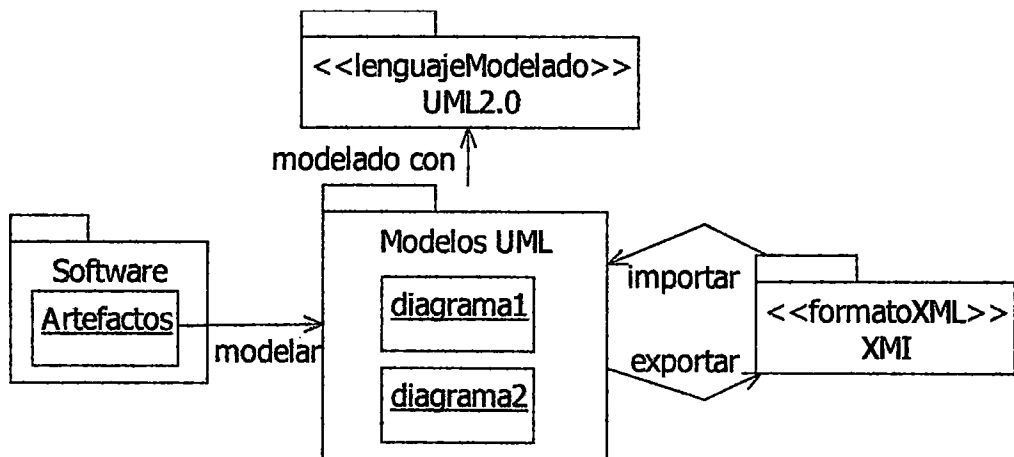 <<lenguajeModelado>>
UML2.0
modelado con
Modelos UML
Software
Artefactos
modelar
diagrama1
diagrama2
importar
exportar
<<formatoXML>>
XMI